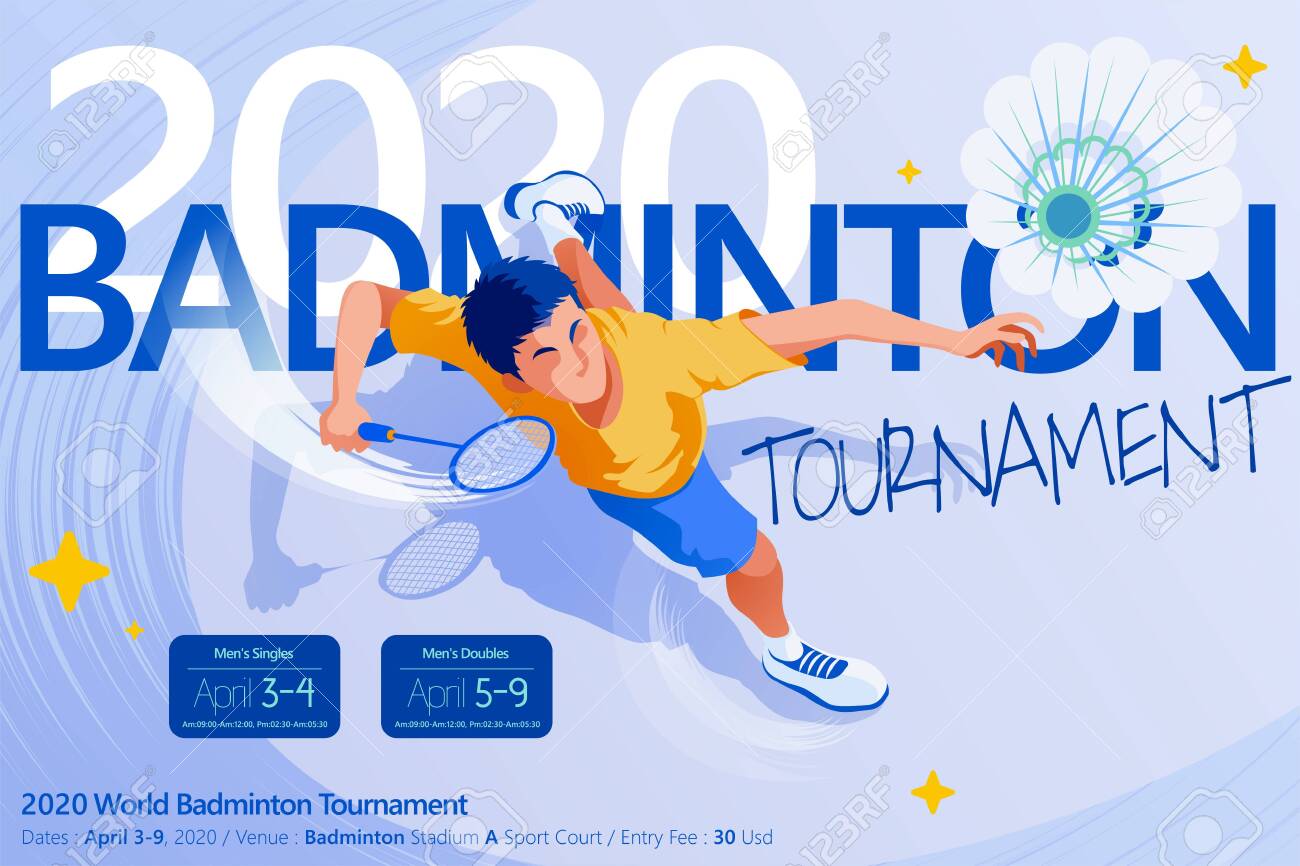 2020
BADMINTON
TOURNAMENT
Men's Singles
April 3-4
Am:09:00-Am:12:00, Pm:02:30-Am:05:30
Men's Doubles
April 5-9
Am:09:00-Am:12:00, Pm:02:30-Am:05:30
2020 World Badminton Tournament
Dates : April 3-9, 2020 / Venue : Badminton Stadium A Sport Court / Entry Fee : 30 Usd
123RF